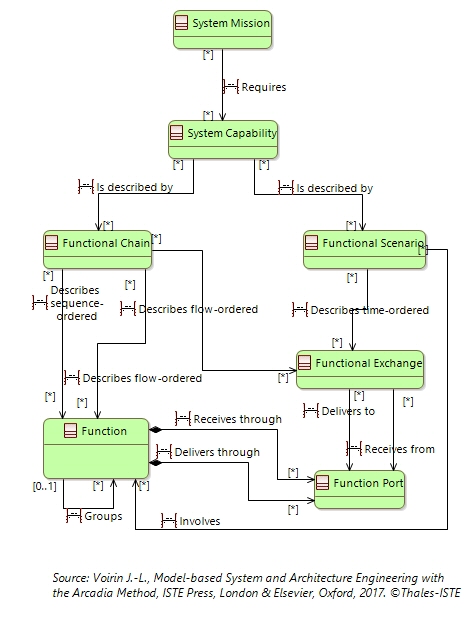 System Mission
[*]
Requires
[*]
System Capability
[*]
[*]
Is described by
Is described by
[*]
[*]
Functional Chain
[*]
Functional Scenario
[*]
[*]
[*]
[*]
Describes
sequence-
ordered
Describes flow-ordered
Describes time-ordered
[*]
Functional Exchange
[*]
Describes flow-ordered
[*]
[*]
[*]
[*]
Delivers to
Receives through
Function
Receives from
Delivers through
[*]
Function Port
[0..1]
[*]
[*]
[*]
Groups
Involves
Source: Voirin J.-L., Model-based System and Architecture Engineering with
the Arcadia Method, ISTE Press, London & Elsevier, Oxford, 2017. ©Thales-ISTE